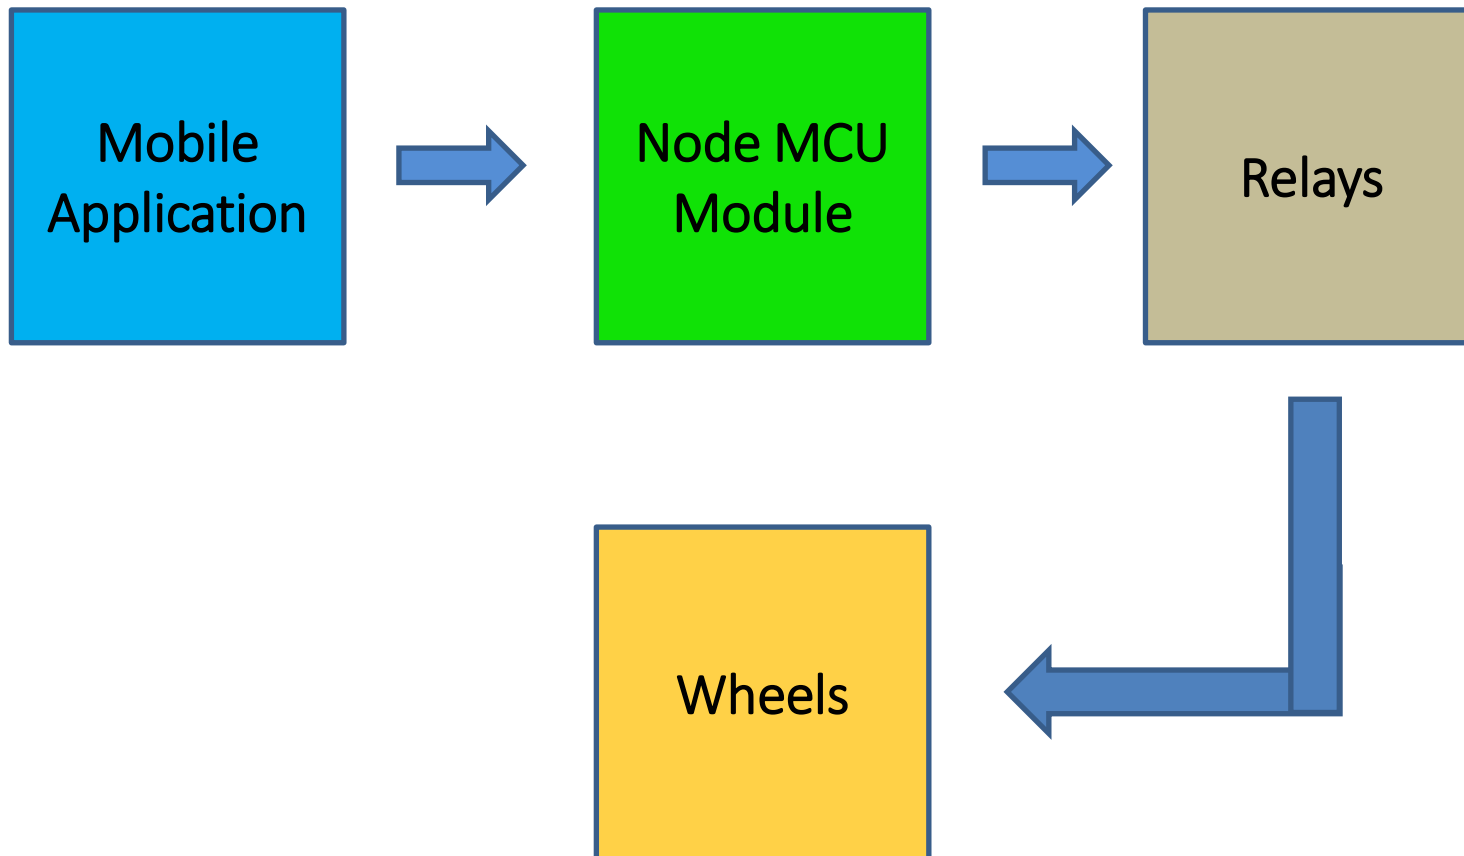 Mobile
Application
Node MCU
Module
Relays
Wheels